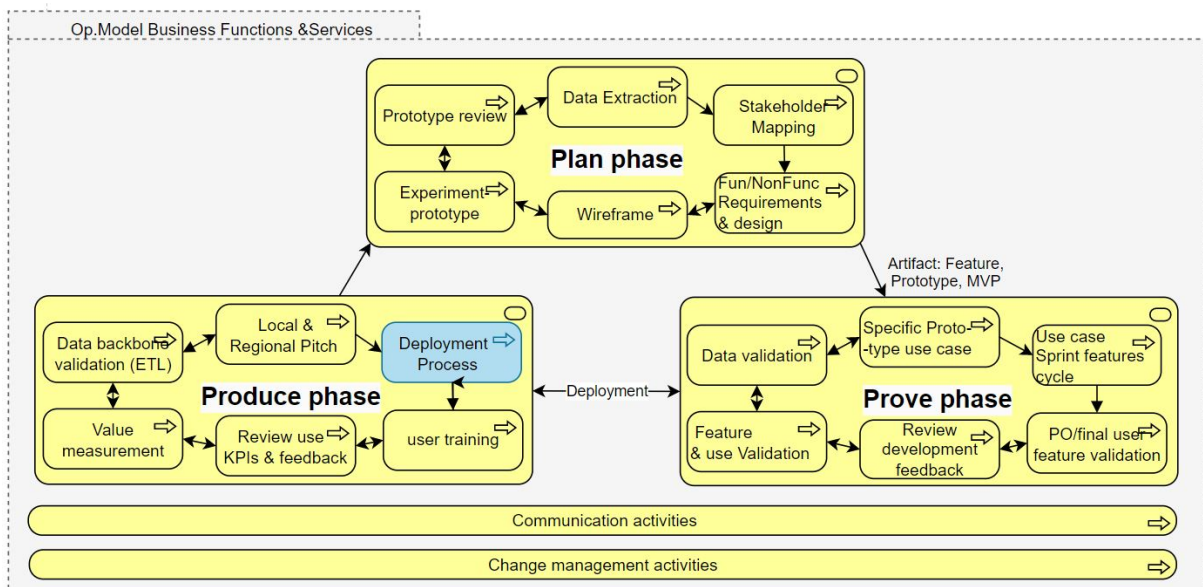 Op.Model Business Functions &Services
Prototype review
Data Extraction
Stakeholder
Mapping
Plan phase
Experiment-
prototype
Wireframe
Fun/NonFunc
Requirements
& design
Artifact: Feature,
Prototype, MVP
Data backbone
validation (ETL)
Local &
Regional Pitch
Deployment
Process
Produce phase
Value
measurement
Review use
KPIs & feedback
user training
Deployment
Data validation
Specific Proto-
-type use case
Use case
Sprint features
cycle
Prove phase
Feature
& use Validation
Review
development
feedback
PO/final user
feature validation
Communication activities
Change management activities